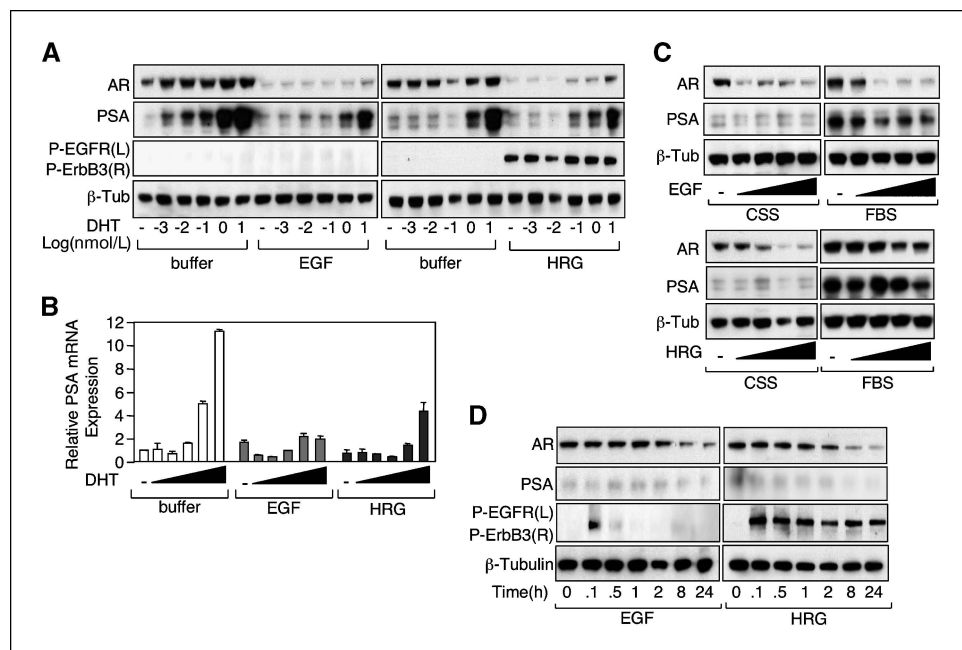 A
AR
PSA
P-EGFR(L)
P-ErbB3(R)
β-Tub
DHT - -3 -2 -1 0 1 - -3 -2 -1 0 1 - -3 -2 -1 0 1 - -3 -2 -1 0 1
Log(nmol/L)
buffer EGF buffer HRG
B
Relative PSA mRNA
Expression
12
10
8
6
4
2
0
DHT - - -
buffer EGF HRG
C
AR
PSA
β-Tub
EGF - -
CSS FBS
AR
PSA
β-Tub
HRG - -
CSS FBS
D
AR
PSA
P-EGFR(L)
P-ErbB3(R)
β-Tubulin
Time(h) 0 .1 .5 1 2 8 24 0 .1 .5 1 2 8 24
EGF HRG